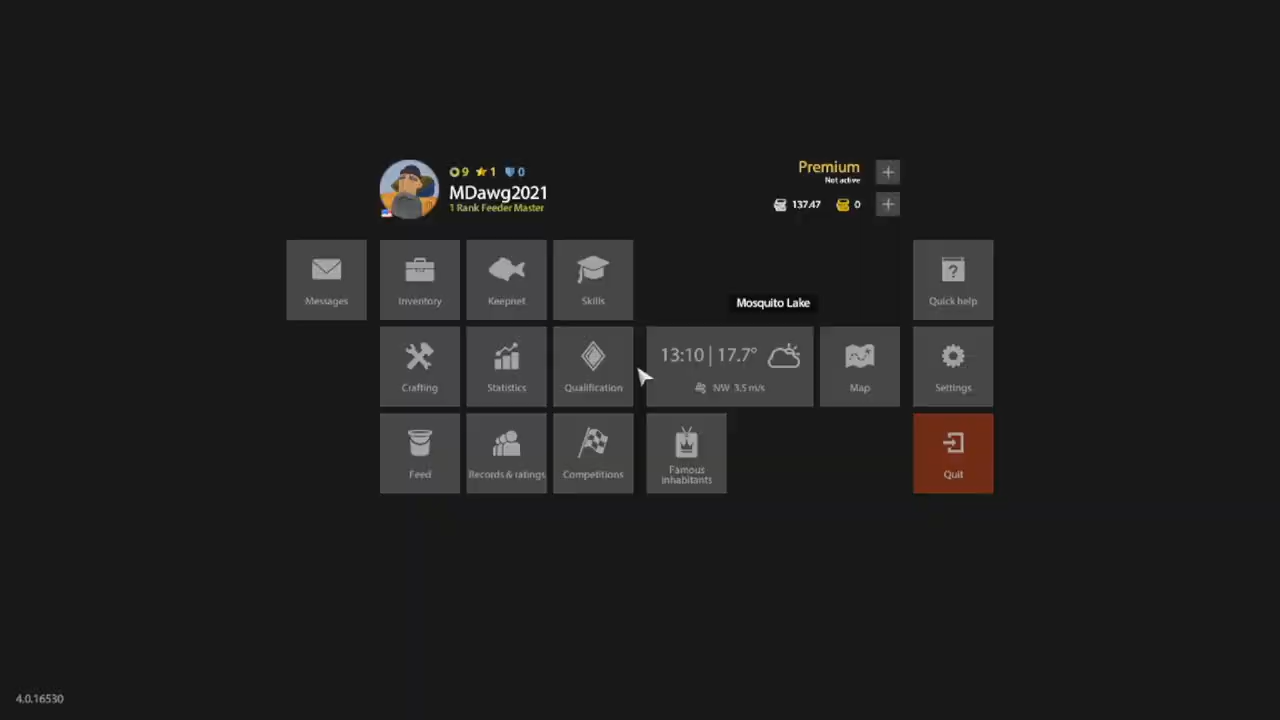 9 1 0
MDawg2021
1 Rank Feeder Master
Premium
Not active
137.47 0
Messages
Inventory
Keepnet
Skills
Mosquito Lake
Quick help
Crafting
Statistics
Qualification
13:10 | 17.7°
NW 3.5 m/s
Map
Settings
Feed
Records & ratings
Competitions
Famous
inhabitants
Quit
4.0.16530